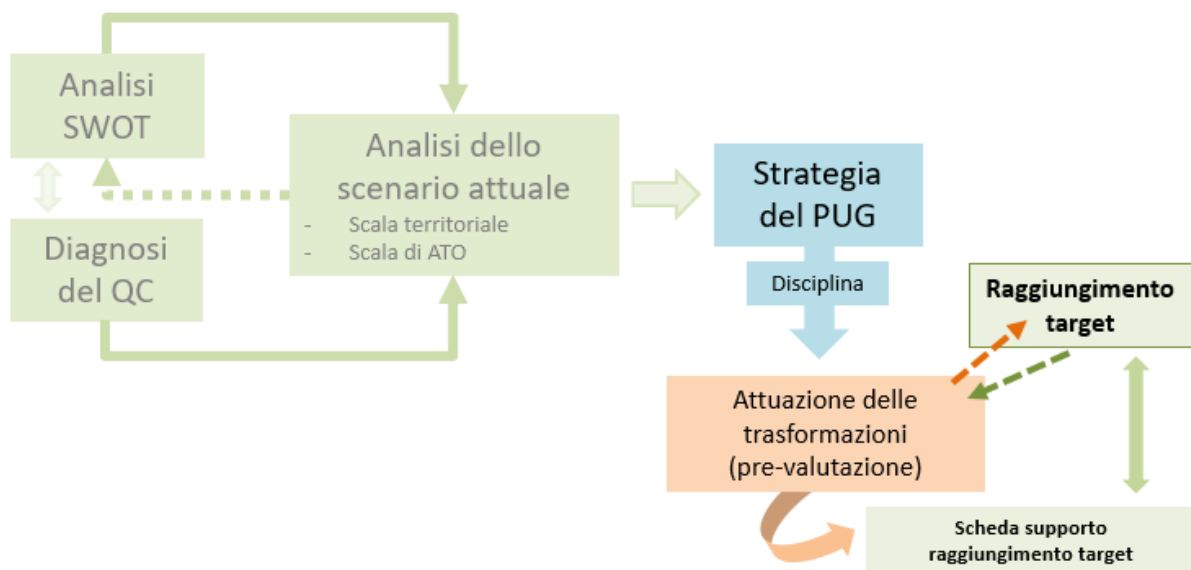 Analisi
SWOT
Diagnosi
del QC
Analisi dello
scenario attuale
- Scala territoriale
- Scala di ATO
Strategia
del PUG
Disciplina
Raggiungimento
target
Attuazione delle
trasformazioni
(pre-valutazione)
Scheda supporto
raggiungimento target